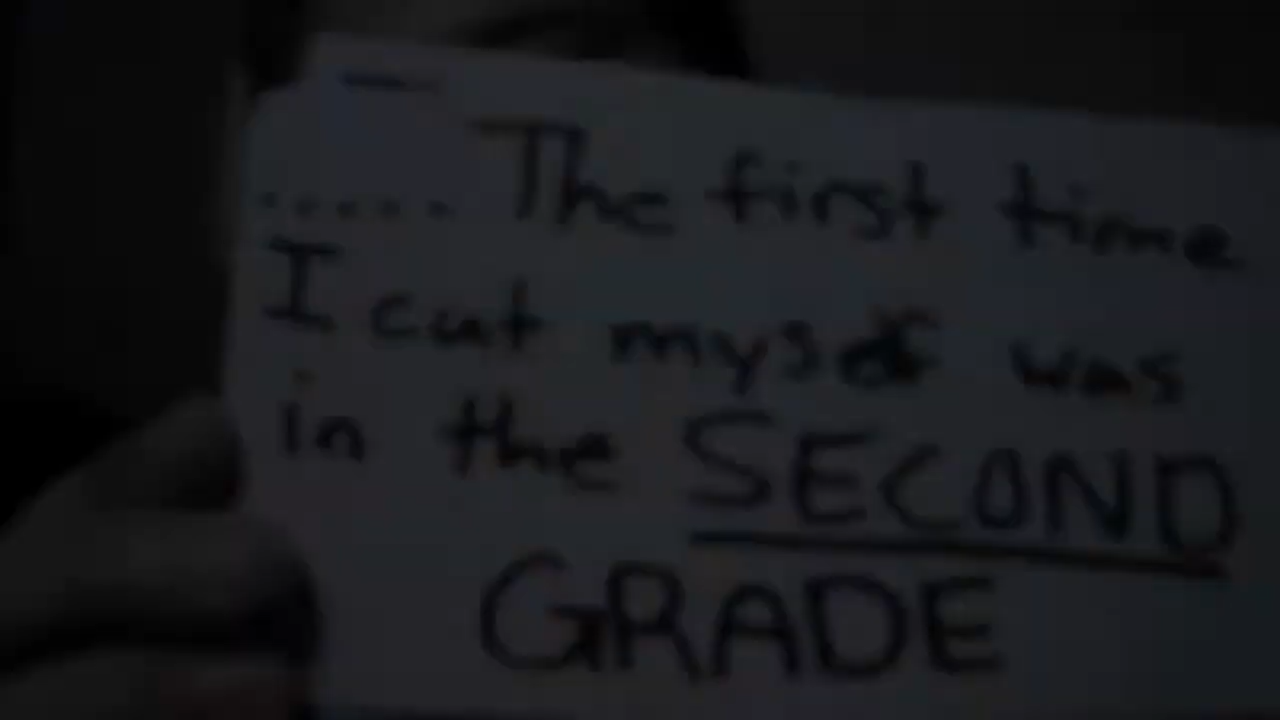 ..... The first time
I cut myself was
in the SECOND
GRADE